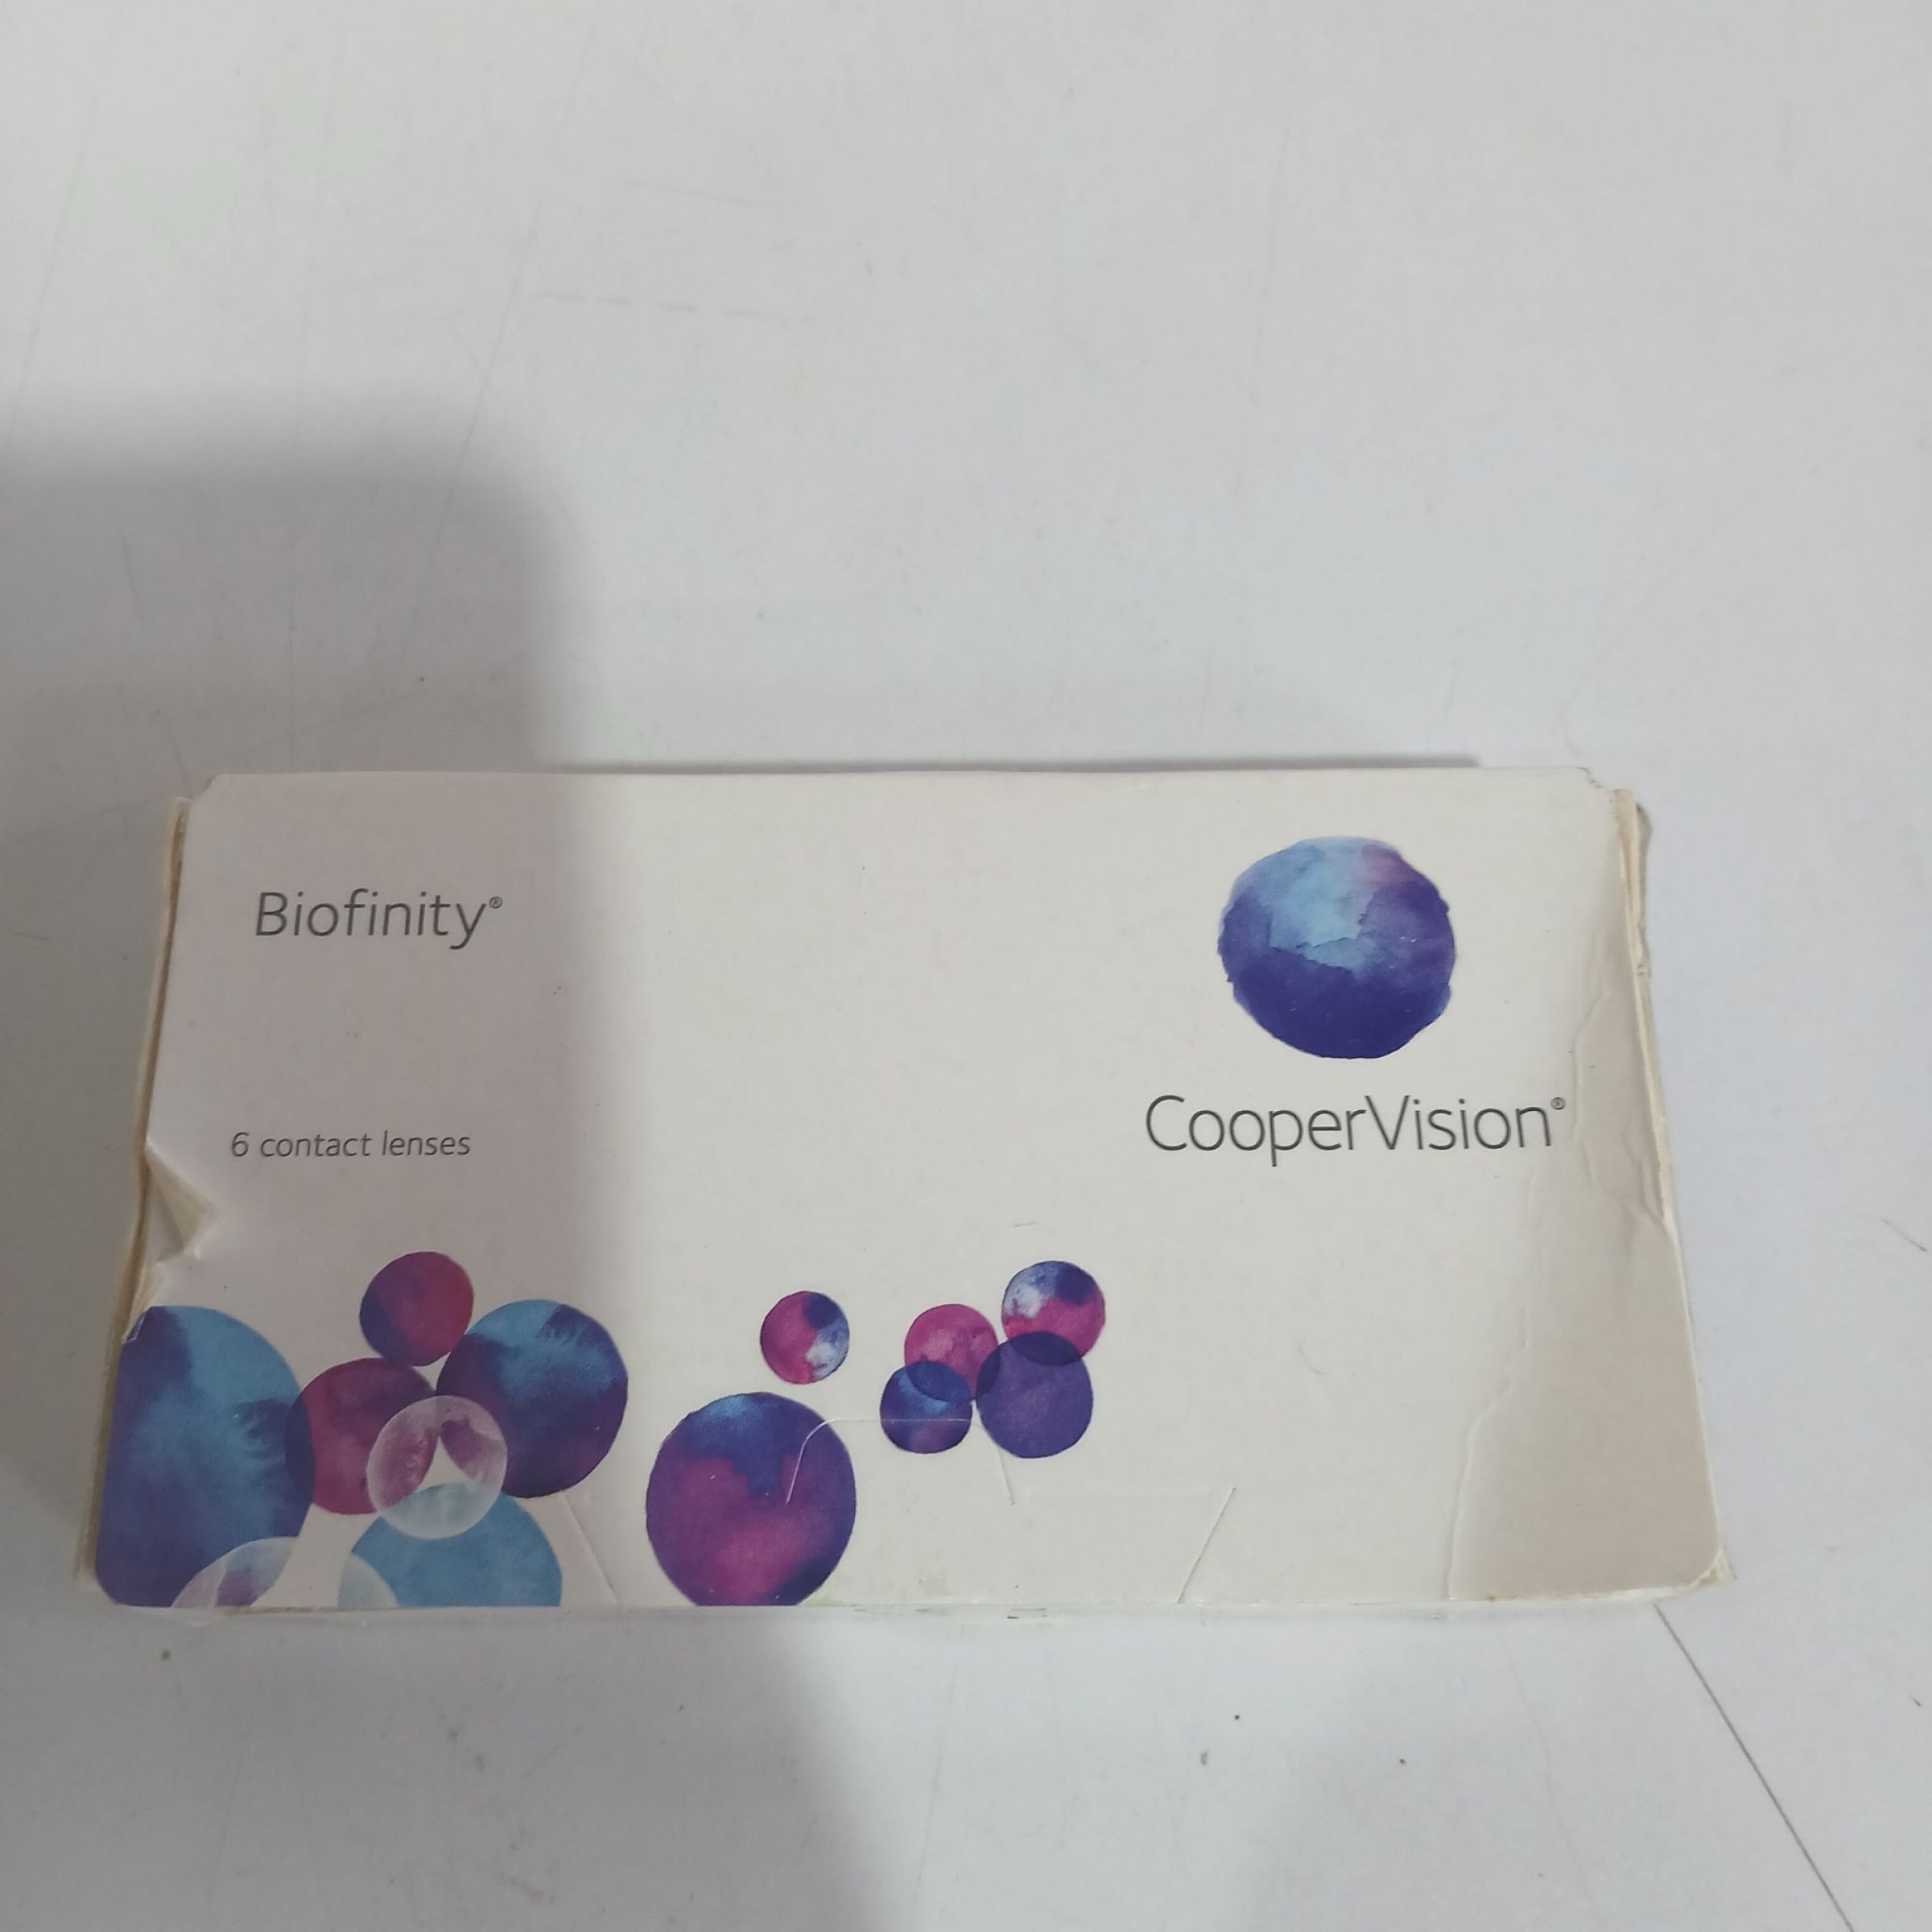 Biofinity®
6 contact lenses
CooperVision®